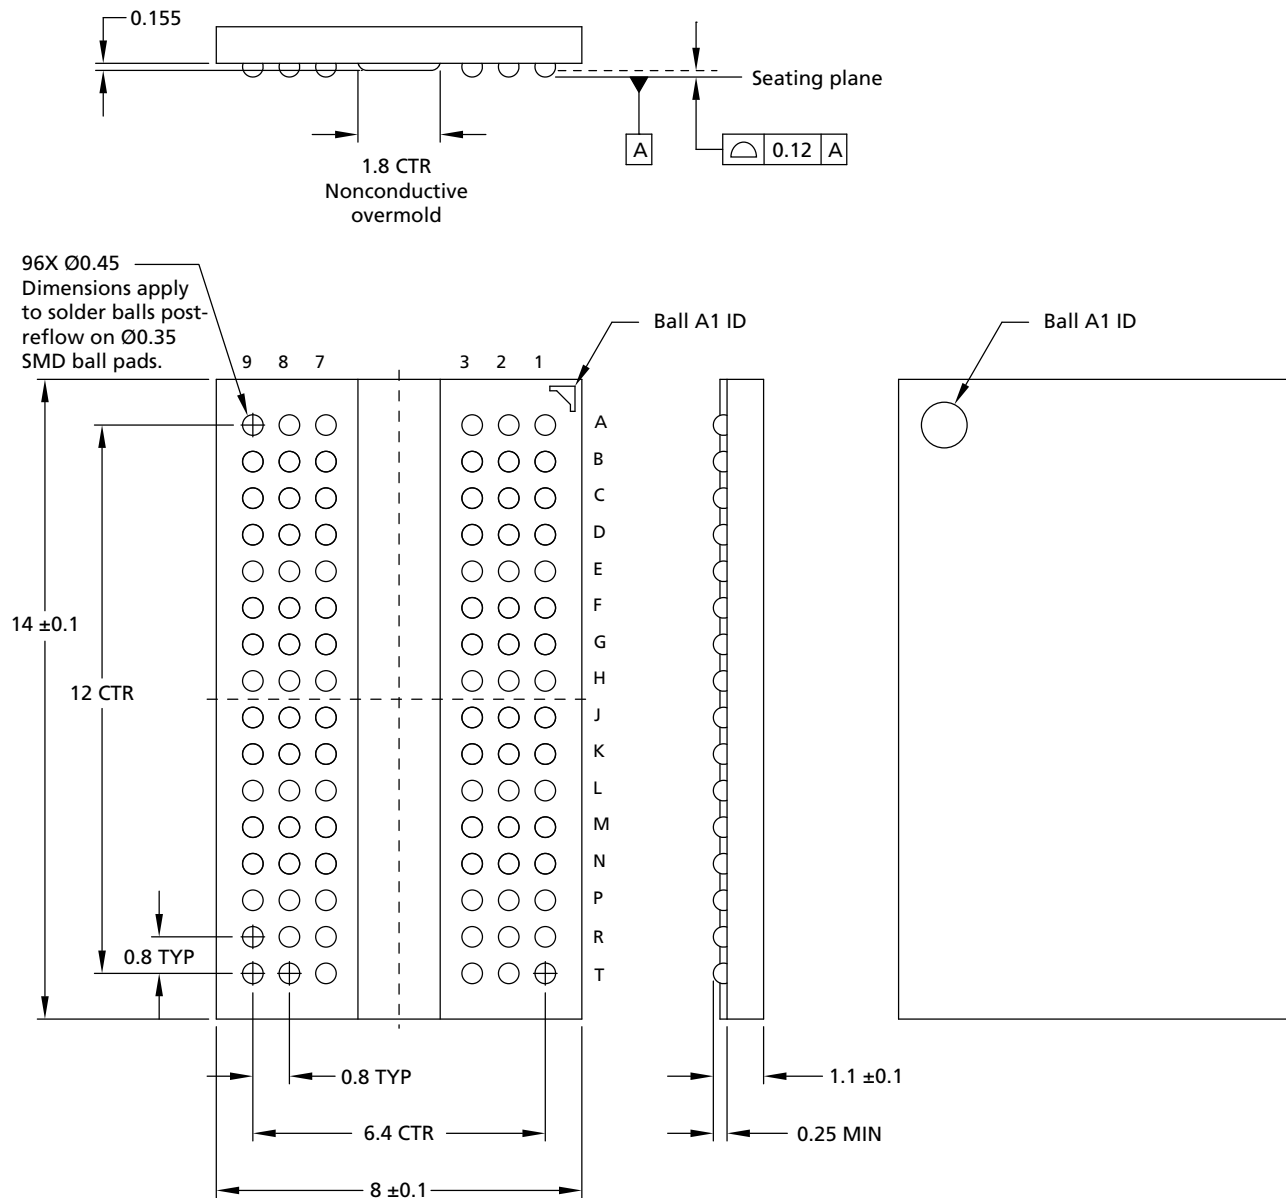 0.155
Seating plane
A
0.12 A
1.8 CTR
Nonconductive
overmold
96X Ø0.45
Dimensions apply
to solder balls post-
reflow on Ø0.35
SMD ball pads.
Ball A1 ID
Ball A1 ID
9 8 7 3 2 1
A
B
C
D
E
F
14 ±0.1
G
H
12 CTR
J
K
L
M
N
P
R
0.8 TYP
T
0.8 TYP
1.1 ±0.1
6.4 CTR
0.25 MIN
8 ±0.1